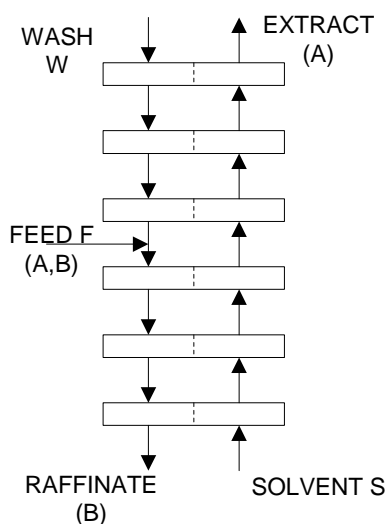 WASH
W
EXTRACT
(A)
FEED F
(A,B)
RAFFINATE
(B)
SOLVENT S